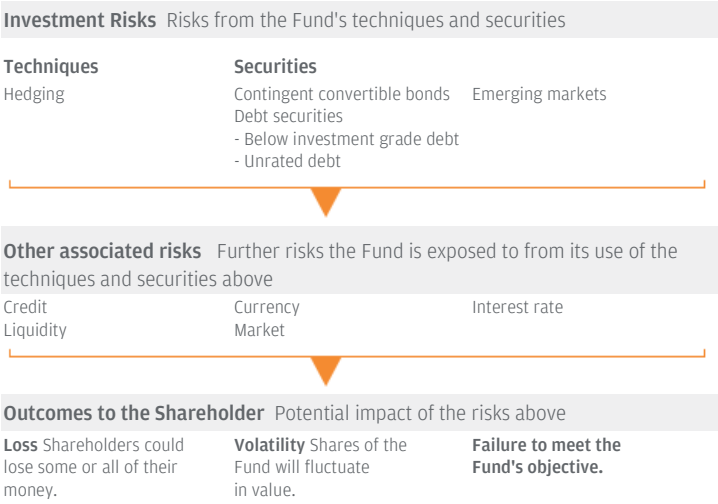 Investment Risks Risks from the Fund's techniques and securities
Techniques
Hedging
Securities
Contingent convertible bonds
Debt securities
- Below investment grade debt
- Unrated debt
Emerging markets
Other associated risks Further risks the Fund is exposed to from its use of the
techniques and securities above
Credit
Liquidity
Currency
Market
Interest rate
Outcomes to the Shareholder Potential impact of the risks above
Loss Shareholders could
lose some or all of their
money.
Volatility Shares of the
Fund will fluctuate
in value.
Failure to meet the
Fund's objective.